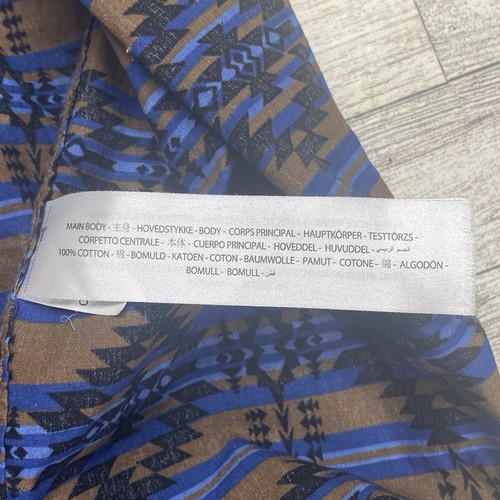 MAIN BODY - 主身 - HOVEDSTYKKE - BODY - CORPS PRINCIPAL - HAUPTKÖRPER - TESTTÖRZS -
CORPETTO CENTRALE - 本体 - CUERPO PRINCIPAL - HOVEDDEL - HUVUDDEL - الجسم الرئيسي -
100% COTTON - 棉 - BOMULD - KATOEN - COTON - BAUMWOLLE - PAMUT - COTONE - 綿 - ALGODÓN -
BOMULL - BOMULL - قطن